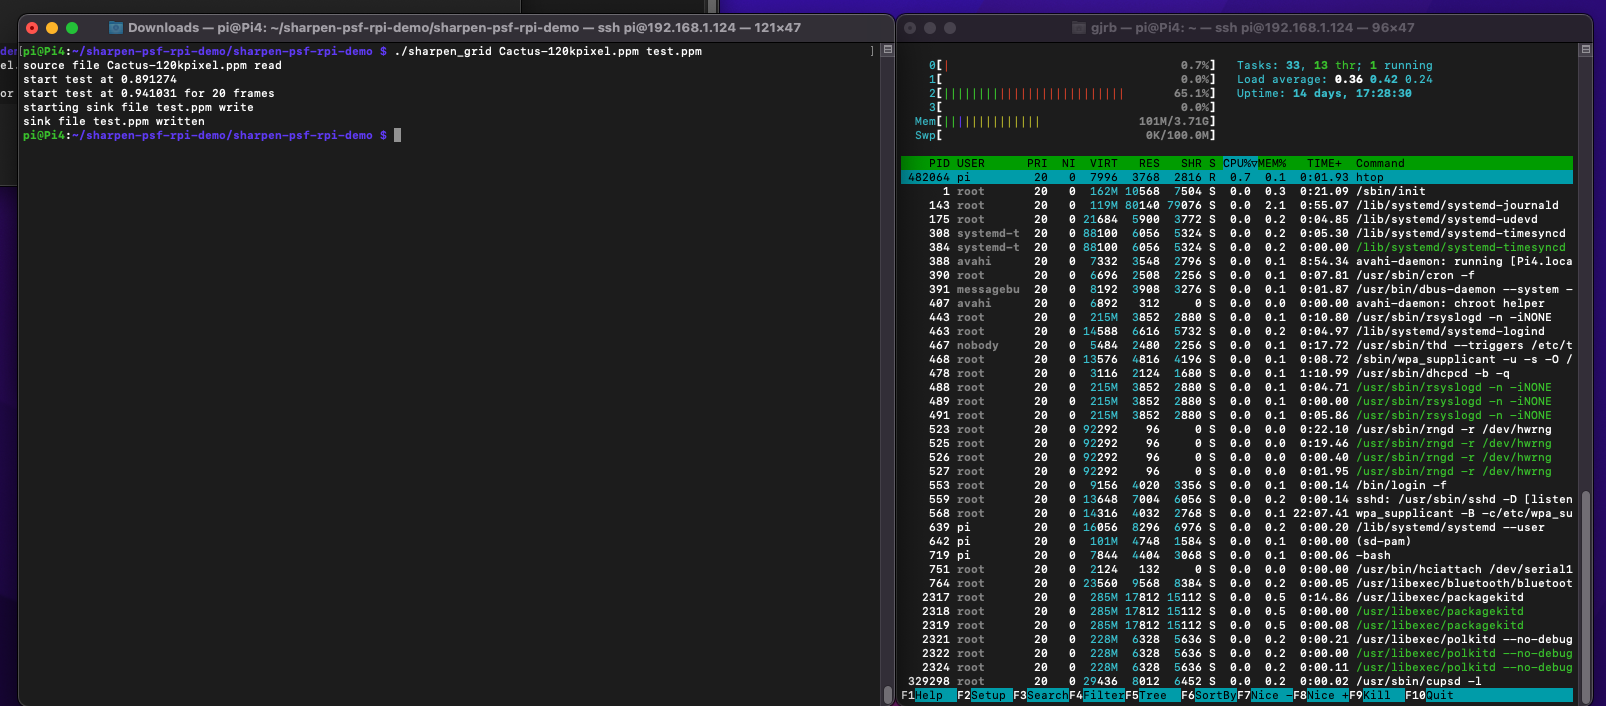 Downloads — pi@Pi4: ~/sharpen-psf-rpi-demo/sharpen-psf-rpi-demo — ssh pi@192.168.1.124 — 121×47
[pi@Pi4:~/sharpen-psf-rpi-demo/sharpen-psf-rpi-demo $ ./sharpen_grid Cactus-120kpixel.ppm test.ppm ]
source file Cactus-120kpixel.ppm read
start test at 0.891274
start test at 0.941031 for 20 frames
starting sink file test.ppm write
sink file test.ppm written
pi@Pi4:~/sharpen-psf-rpi-demo/sharpen-psf-rpi-demo $
gjrb — pi@Pi4: ~ — ssh pi@192.168.1.124 — 96×47
0[| 0.7%] Tasks: 33, 13 thr; 1 running
1[ 0.0%] Load average: 0.36 0.42 0.24
2[|||||||||||||||||||||||||| 65.1%] Uptime: 14 days, 17:28:30
3[ 0.0%]
Mem[|||||||||||||| 101M/3.71G]
Swp[ 0K/100.0M]
PID USER PRI NI VIRT RES SHR S CPU%▽MEM% TIME+ Command
482064 pi 20 0 7996 3768 2816 R 0.7 0.1 0:01.93 htop
1 root 20 0 162M 10568 7504 S 0.0 0.3 0:21.09 /sbin/init
143 root 20 0 119M 80140 79076 S 0.0 2.1 0:55.07 /lib/systemd/systemd-journald
175 root 20 0 21684 5900 3772 S 0.0 0.2 0:04.85 /lib/systemd/systemd-udevd
308 systemd-t 20 0 88100 6056 5324 S 0.0 0.2 0:05.30 /lib/systemd/systemd-timesyncd
384 systemd-t 20 0 88100 6056 5324 S 0.0 0.2 0:00.00 /lib/systemd/systemd-timesyncd
388 avahi 20 0 7332 3548 2796 S 0.0 0.1 8:54.34 avahi-daemon: running [Pi4.loca
390 root 20 0 6696 2508 2256 S 0.0 0.1 0:07.81 /usr/sbin/cron -f
391 messagebu 20 0 8192 3908 3276 S 0.0 0.1 0:01.87 /usr/bin/dbus-daemon --system -
407 avahi 20 0 6892 312 0 S 0.0 0.0 0:00.00 avahi-daemon: chroot helper
443 root 20 0 215M 3852 2880 S 0.0 0.1 0:10.80 /usr/sbin/rsyslogd -n -iNONE
463 root 20 0 14588 6616 5732 S 0.0 0.2 0:04.97 /lib/systemd/systemd-logind
467 nobody 20 0 5484 2480 2256 S 0.0 0.1 0:17.72 /usr/sbin/thd --triggers /etc/t
468 root 20 0 13576 4816 4196 S 0.0 0.1 0:08.72 /sbin/wpa_supplicant -u -s -O /
478 root 20 0 3116 2124 1680 S 0.0 0.1 1:10.99 /usr/sbin/dhcpcd -b -q
488 root 20 0 215M 3852 2880 S 0.0 0.1 0:04.71 /usr/sbin/rsyslogd -n -iNONE
489 root 20 0 215M 3852 2880 S 0.0 0.1 0:00.00 /usr/sbin/rsyslogd -n -iNONE
491 root 20 0 215M 3852 2880 S 0.0 0.1 0:05.86 /usr/sbin/rsyslogd -n -iNONE
523 root 20 0 92292 96 0 S 0.0 0.0 0:22.10 /usr/sbin/rngd -r /dev/hwrng
525 root 20 0 92292 96 0 S 0.0 0.0 0:19.46 /usr/sbin/rngd -r /dev/hwrng
526 root 20 0 92292 96 0 S 0.0 0.0 0:00.40 /usr/sbin/rngd -r /dev/hwrng
527 root 20 0 92292 96 0 S 0.0 0.0 0:01.95 /usr/sbin/rngd -r /dev/hwrng
553 root 20 0 9156 4020 3356 S 0.0 0.1 0:00.14 /bin/login -f
559 root 20 0 13648 7004 6056 S 0.0 0.2 0:00.14 sshd: /usr/sbin/sshd -D [listen
568 root 20 0 14316 4032 2768 S 0.0 0.1 22:07.41 wpa_supplicant -B -c/etc/wpa_su
639 pi 20 0 16056 8296 6976 S 0.0 0.2 0:00.20 /lib/systemd/systemd --user
642 pi 20 0 101M 4748 1584 S 0.0 0.1 0:00.00 (sd-pam)
719 pi 20 0 7844 4404 3068 S 0.0 0.1 0:00.06 -bash
751 root 20 0 2124 132 0 S 0.0 0.0 0:00.00 /usr/bin/hciattach /dev/serial1
764 root 20 0 23560 9568 8384 S 0.0 0.2 0:00.05 /usr/libexec/bluetooth/bluetoot
2317 root 20 0 285M 17812 15112 S 0.0 0.5 0:14.86 /usr/libexec/packagekitd
2318 root 20 0 285M 17812 15112 S 0.0 0.5 0:00.00 /usr/libexec/packagekitd
2319 root 20 0 285M 17812 15112 S 0.0 0.5 0:00.08 /usr/libexec/packagekitd
2321 root 20 0 228M 6328 5636 S 0.0 0.2 0:00.21 /usr/libexec/polkitd --no-debug
2322 root 20 0 228M 6328 5636 S 0.0 0.2 0:00.00 /usr/libexec/polkitd --no-debug
2324 root 20 0 228M 6328 5636 S 0.0 0.2 0:00.11 /usr/libexec/polkitd --no-debug
329298 root 20 0 29436 8012 6452 S 0.0 0.2 0:00.02 /usr/sbin/cupsd -l
F1Help F2Setup F3SearchF4FilterF5Tree F6SortByF7Nice -F8Nice +F9Kill F10Quit